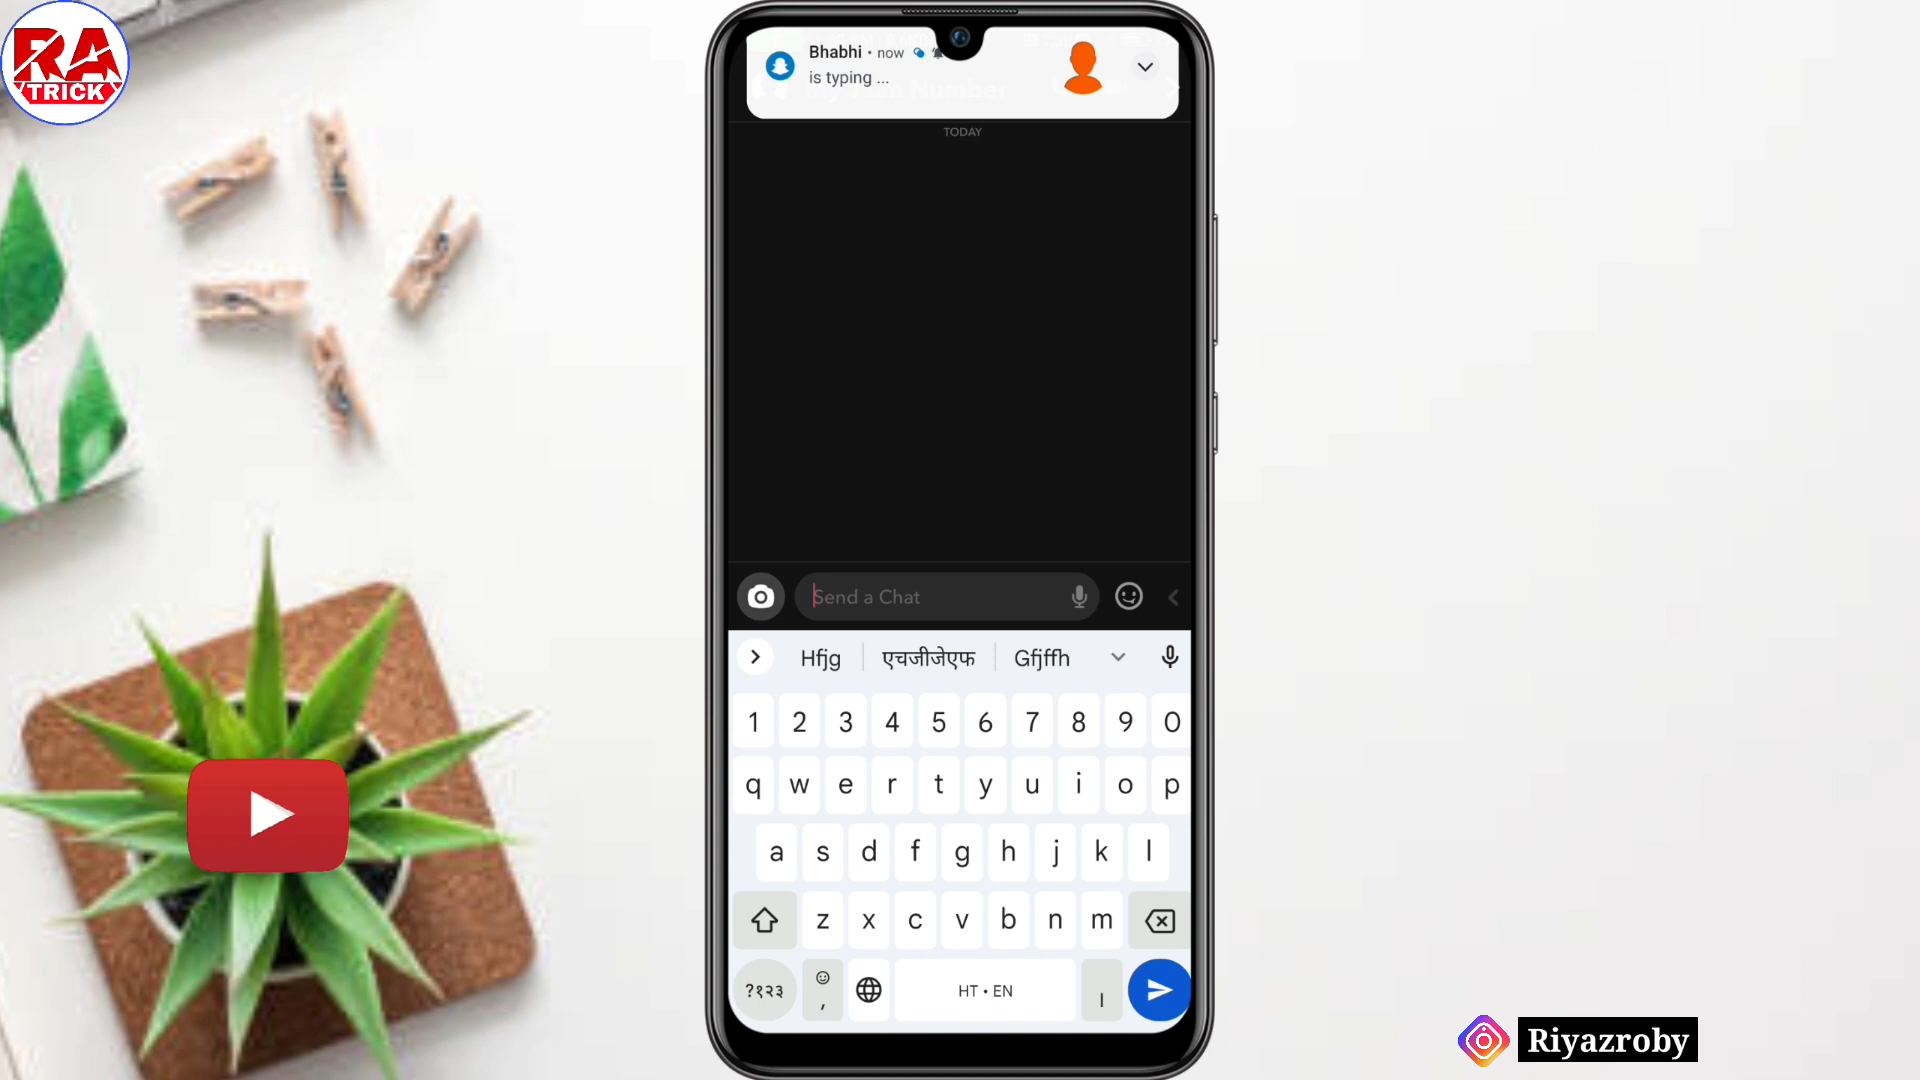 RA
TRICK
Bhabhi • now
is typing ...
Number
TODAY
Send a Chat
Hfjg
एचजीजेएफ
Gfjffh
1 2 3 4 5 6 7 8 9 0
q w e r t y u i o p
a s d f g h j k l
z x c v b n m
?१२३
,
HT • EN
।
Riyazroby